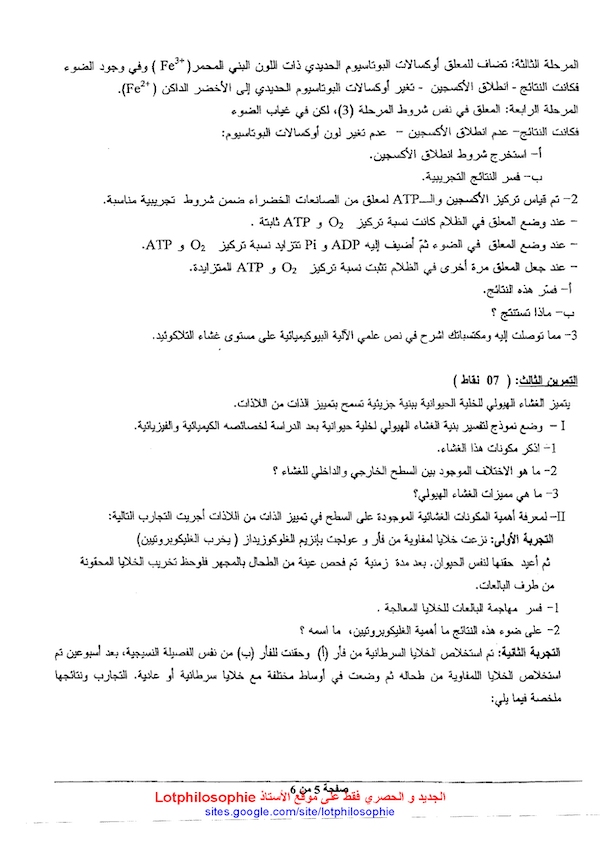 المرحلة الثالثة: تضاف للمعلق أوكسالات البوتاسيوم الحديدي ذات اللون البني المحمر( Fe3+ ) وفي وجود الضوء
فكانت النتائج - انطلاق الأكسجين - تغير أوكسالات البوتاسيوم الحديدي إلى الأخضر الداكن ( Fe2+).
المرحلة الرابعة: المعلق في نفس شروط المرحلة (3)، لكن في غياب الضوء
فكانت النتائج– عدم انطلاق الأكسجين – عدم تغير لون أوكسالات البوتاسيوم:
أ– استخرج شروط انطلاق الأكسجين.
ب– فسر النتائج التجريبية.
2– تم قياس تركيز الأكسجين والـــATP لمعلق من الصانعات الخضراء ضمن شروط تجريبية مناسبة.
– عند وضع المعلق في الظلام كانت نسبة تركيز O2 و ATP ثابتة .
– عند وضع المعلق في الضوء ثمّ أضيف إليه ADP و Pi تتزايد نسبة تركيز O2 و ATP.
– عند جعل المعلق مرة أخرى في الظلام تثبت نسبة تركيز O2 و ATP المتزايدة.
أ– فسّر هذه النتائج.
ب– ماذا تستنتج ؟
3– مما توصلت إليه ومكتسباتك اشرح في نص علمي الآلية البيوكيميائية على مستوى غشاء التلاكوئيد.
التمرين الثالث: ( 07 نقاط )
يتميز الغشاء الهيولي للخلية الحيوانية ببنية جزيئية تسمح بتمييز الذات من اللاذات.
I – وضع نموذج لتفسير بنية الغشاء الهيولي لخلية حيوانية بعد الدراسة لخصائصه الكيميائية والفيزيائية.
1– اذكر مكونات هذا الغشاء.
2– ما هو الاختلاف الموجود بين السطح الخارجي والداخلي للغشاء ؟
3– ما هي مميزات الغشاء الهيولي؟
II– لمعرفة أهمية المكونات الغشائية الموجودة على السطح في تمييز الذات من اللاذات أجريت التجارب التالية:
التجربة الأولى: نزعت خلايا لمفاوية من فأر و عولجت بإنزيم الغلوكوزيداز ( يخرب الغليكوبروتيين)
ثم أعيد حقنها لنفس الحيوان. بعد مدة زمنية تم فحص عينة من الطحال بالمجهر فلوحظ تخريب الخلايا المحقونة
من طرف البالعات.
1– فسر مهاجمة البالعات للخلايا المعالجة .
2– على ضوء هذه النتائج ما أهمية الغليكوبروتيين، ما اسمه ؟
التجربة الثانية: تم استخلاص الخلايا السرطانية من فأر (أ) وحقنت للفأر (ب) من نفس الفصيلة النسيجية، بعد أسبوعين تم
استخلاص الخلايا اللمفاوية من طحاله ثم وضعت في أوساط مختلفة مع خلايا سرطانية أو عادية. التجارب ونتائجها
ملخصة فيما يلي:
صفحة 5 من 6
الجديد و الحصري فقط على موقع الأستاذ Lotphilosophie
sites.google.com/site/lotphilosophie